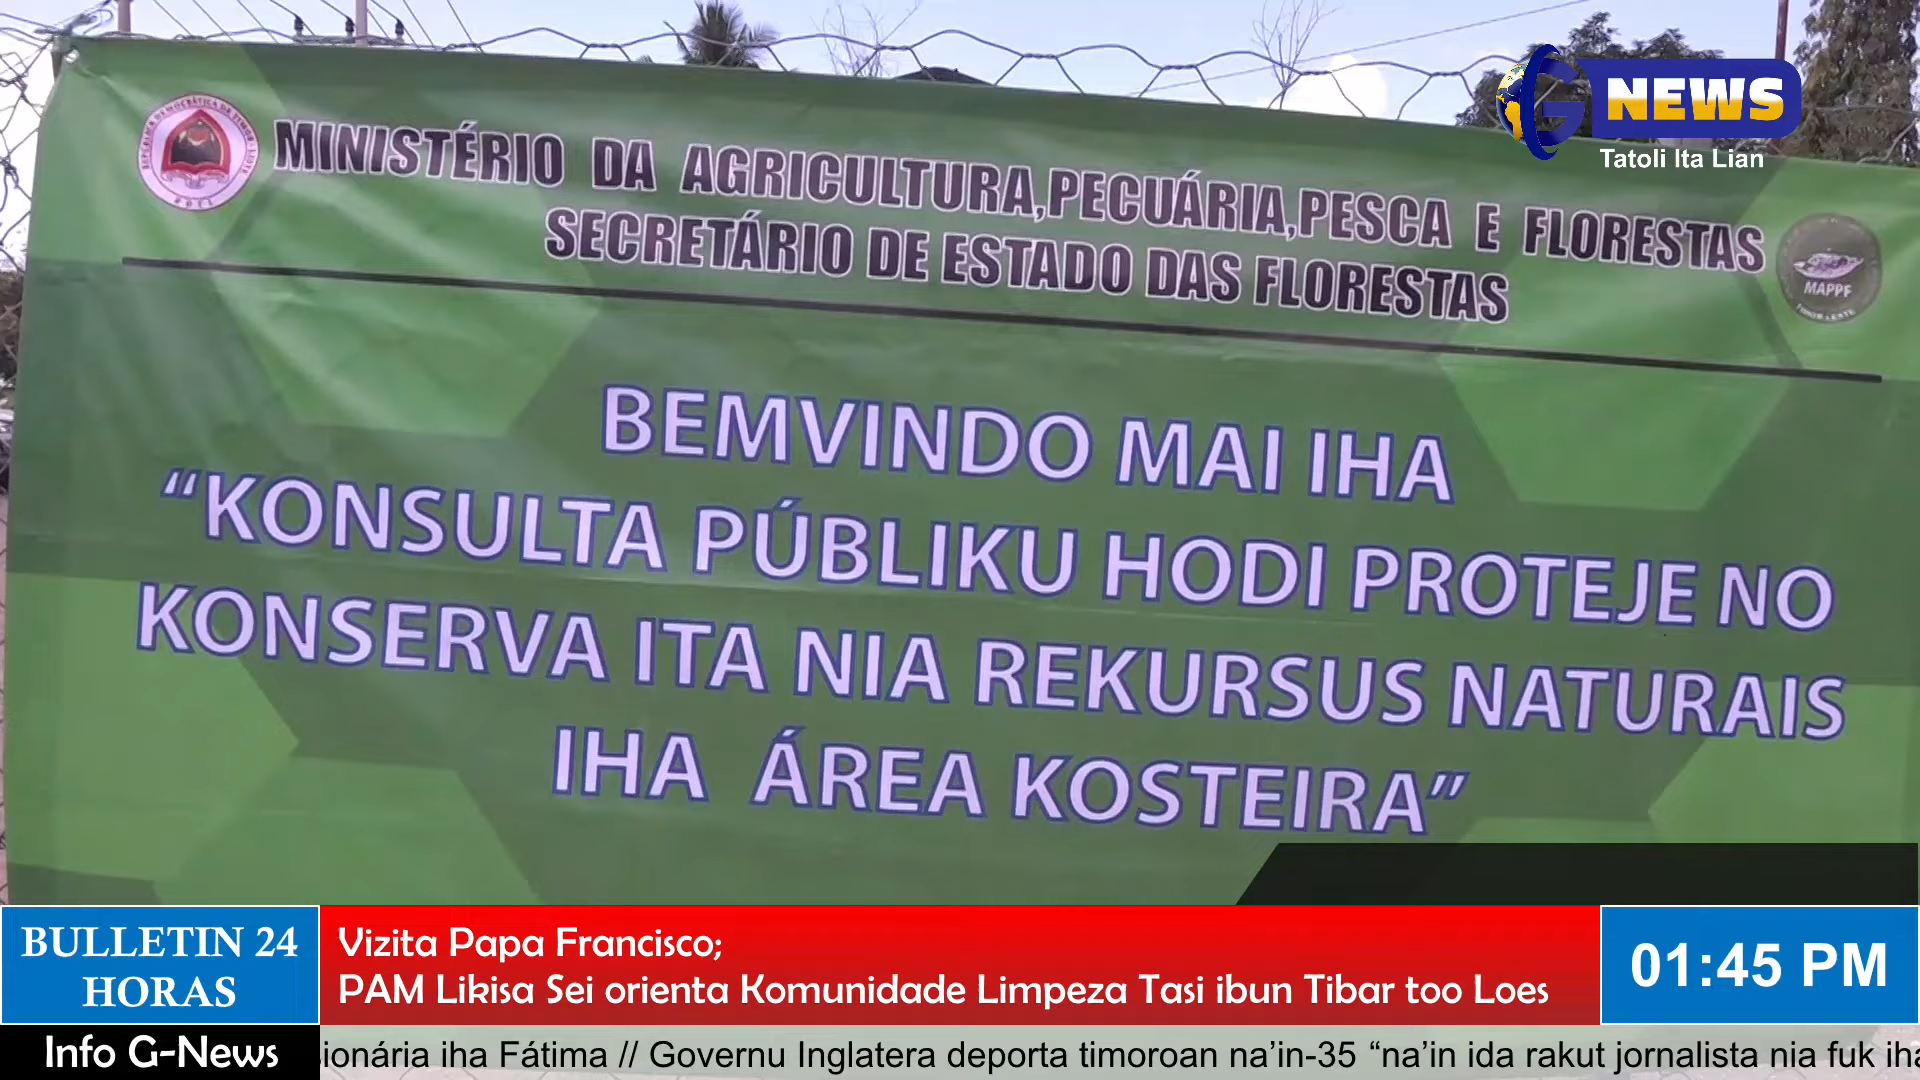 G NEWS
Tatoli Ita Lian
MINISTÉRIO DA AGRICULTURA,PECUÁRIA,PESCA E FLORESTAS
SECRETÁRIO DE ESTADO DAS FLORESTAS
MAPPF
TIMOR LESTE
BEMVINDO MAI IHA
“KONSULTA PÚBLIKU HODI PROTEJE NO
KONSERVA ITA NIA REKURSUS NATURAIS
IHA ÁREA KOSTEIRA”
BULLETIN 24
HORAS
Vizita Papa Francisco;
PAM Likisa Sei orienta Komunidade Limpeza Tasi ibun Tibar too Loes
01:45 PM
Info G-News
sionária iha Fátima // Governu Inglatera deporta timoroan na’in-35 “na’in ida rakut jornalista nia fuk iha